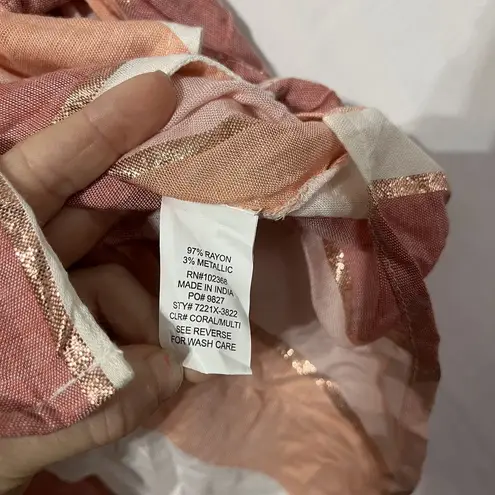 97% RAYON
3% METALLIC
RN#102368
MADE IN INDIA
PO# 9827
STY# 7221X-3822
CLR# CORAL/MULTI
SEE REVERSE
FOR WASH CARE